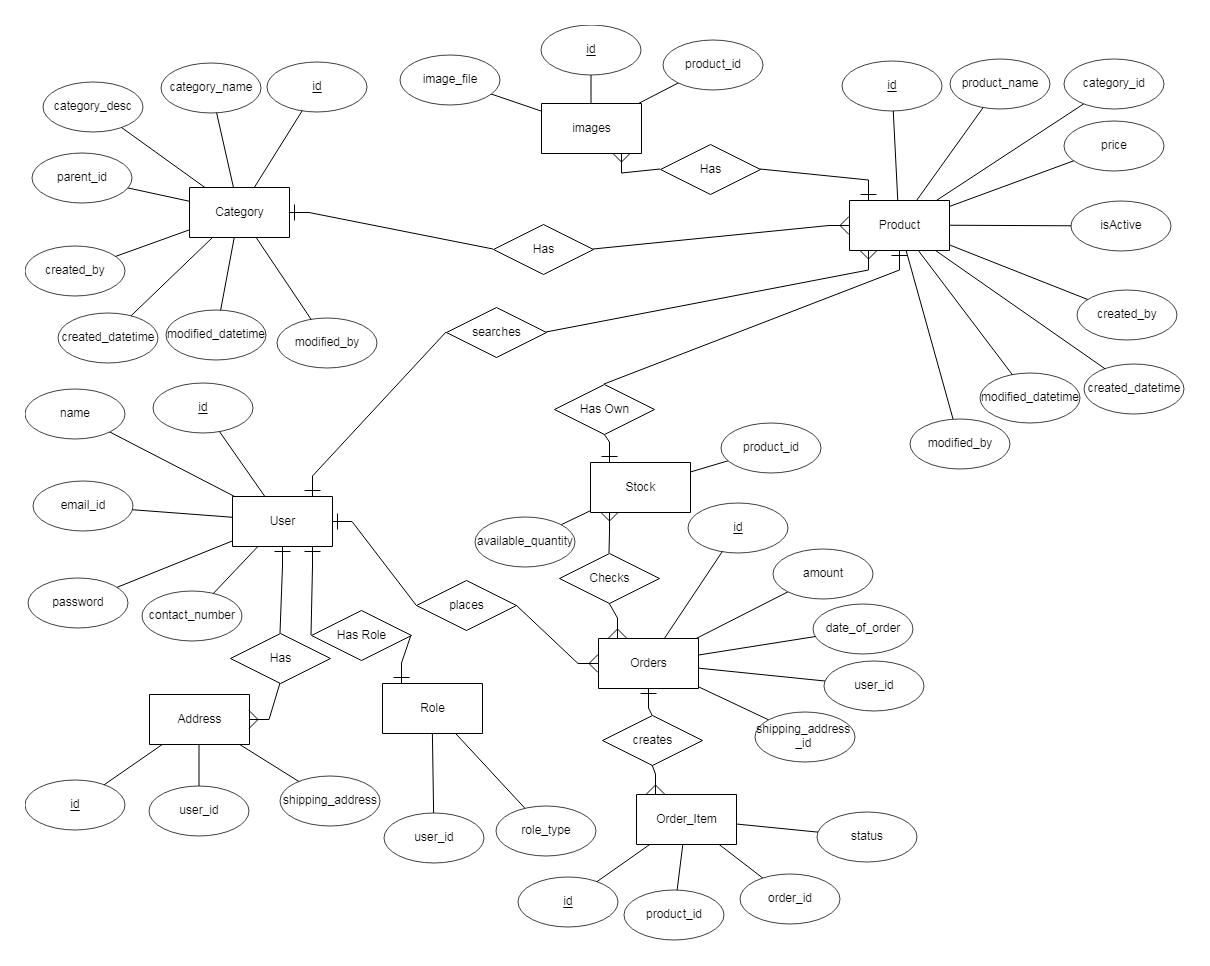 id
image_file
product_id
images
Has
category_name
id
category_desc
parent_id
Category
created_by
created_datetime
modified_datetime
modified_by
Has
id
product_name
category_id
price
Product
isActive
created_by
created_datetime
modified_datetime
modified_by
searches
Has Own
name
id
email_id
User
password
contact_number
product_id
Stock
available_quantity
id
Checks
amount
date_of_order
places
Orders
user_id
shipping_address
_id
Has
Has Role
Address
Role
creates
id
user_id
shipping_address
user_id
role_type
Order_Item
status
id
product_id
order_id